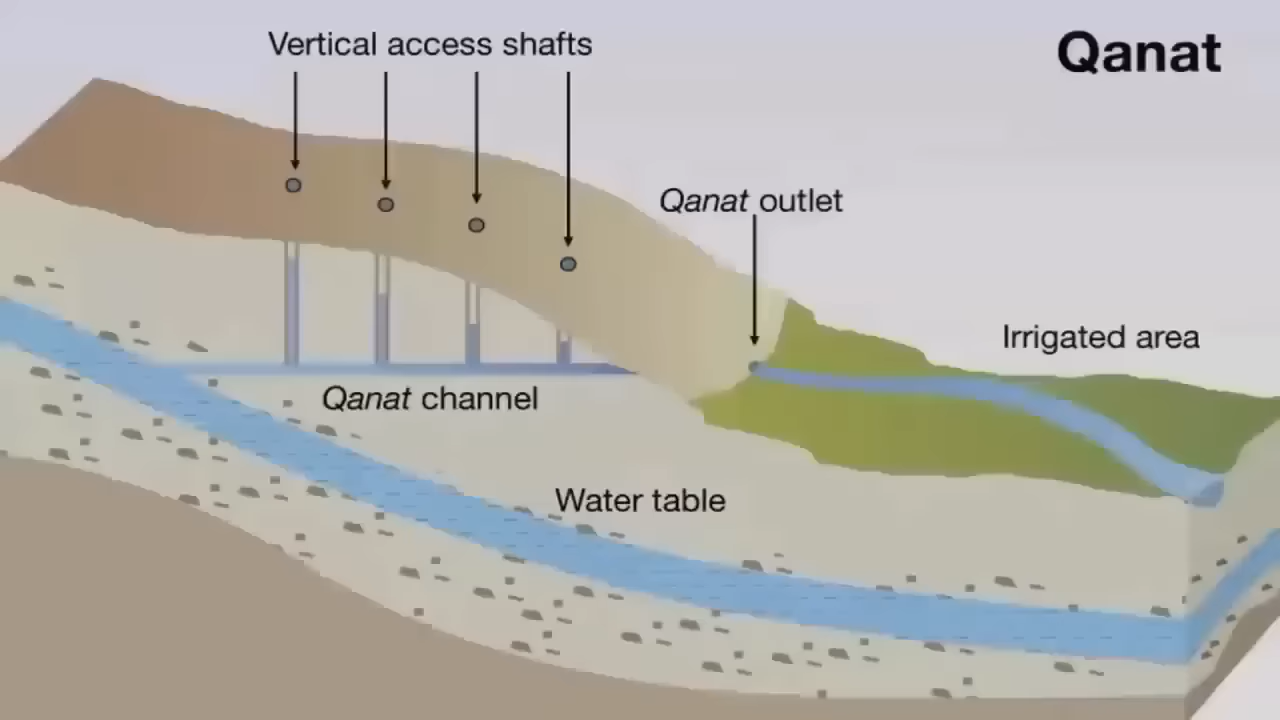 Qanat
Vertical access shafts
Qanat outlet
Irrigated area
Qanat channel
Water table